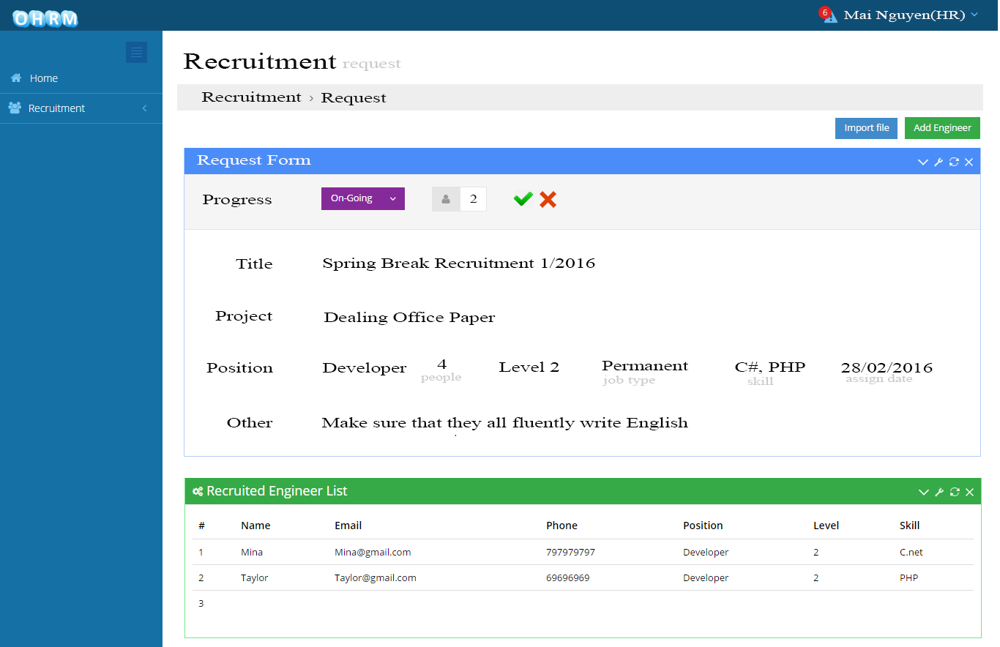 OHRM
6 Mai Nguyen(HR)
Home
Recruitment
Recruitment request
Recruitment › Request
Import file Add Engineer
Request Form
Progress On-Going 2
Title Spring Break Recruitment 1/2016
Project Dealing Office Paper
Position Developer 4 Level 2 Permanent C#, PHP 28/02/2016
people job type skill assign date
Other Make sure that they all fluently write English
Recruited Engineer List
# Name Email Phone Position Level Skill
1 Mina Mina@gmail.com 797979797 Developer 2 C.net
2 Taylor Taylor@gmail.com 69696969 Developer 2 PHP
3